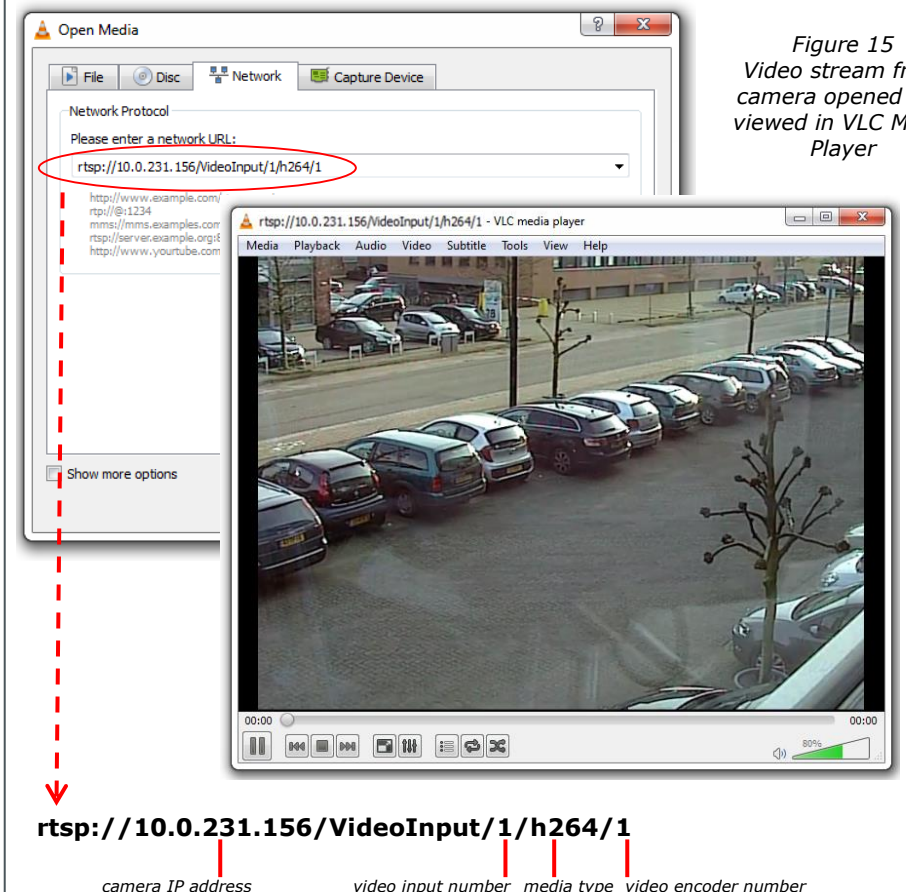 Open Media
File Disc Network Capture Device
Network Protocol
Please enter a network URL:
rtsp://10.0.231.156/VideoInput/1/h264/1
http://www.example.com/
rtp://@:1234
mms://mms.examples.com
rtsp://server.example.org:8
http://www.yourtube.com
Show more options
Figure 15
Video stream fr
camera opened
viewed in VLC M
Player
rtsp://10.0.231.156/VideoInput/1/h264/1 - VLC media player
Media Playback Audio Video Subtitle Tools View Help
00:00 00:00
80%
rtsp://10.0.231.156/VideoInput/1/h264/1
camera IP address video input number media type video encoder number